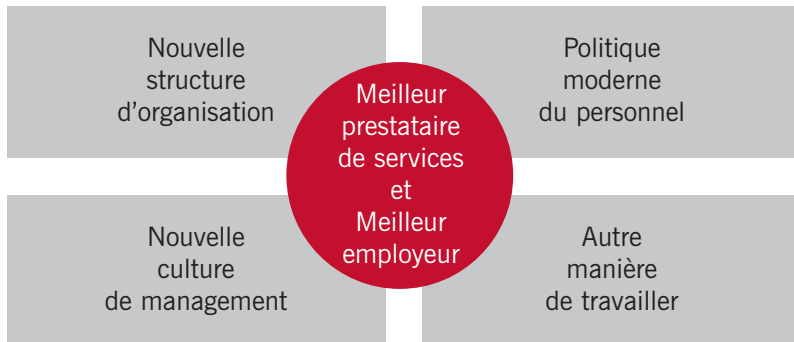 Nouvelle
structure
d'organisation
Politique
moderne
du personnel
Meilleur
prestataire
de services
et
Meilleur
employeur
Nouvelle
culture
de management
Autre
manière
de travailler